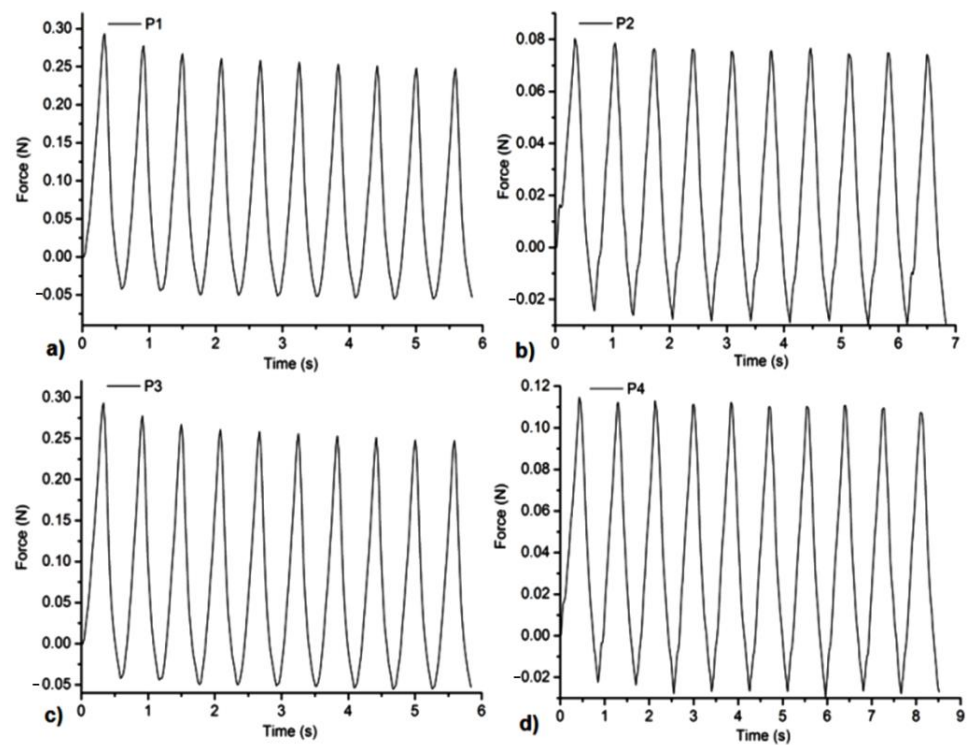 P1
0.30
0.25
0.20
0.15
0.10
0.05
0.00
−0.05
Force (N)
0 1 2 3 4 5 6
Time (s)
a)
P2
0.08
0.06
0.04
0.02
0.00
−0.02
Force (N)
0 1 2 3 4 5 6 7
Time (s)
b)
P3
0.30
0.25
0.20
0.15
0.10
0.05
0.00
−0.05
Force (N)
0 1 2 3 4 5 6
Time (s)
c)
P4
0.12
0.10
0.08
0.06
0.04
0.02
0.00
−0.02
Force (N)
0 1 2 3 4 5 6 7 8 9
Time (s)
d)